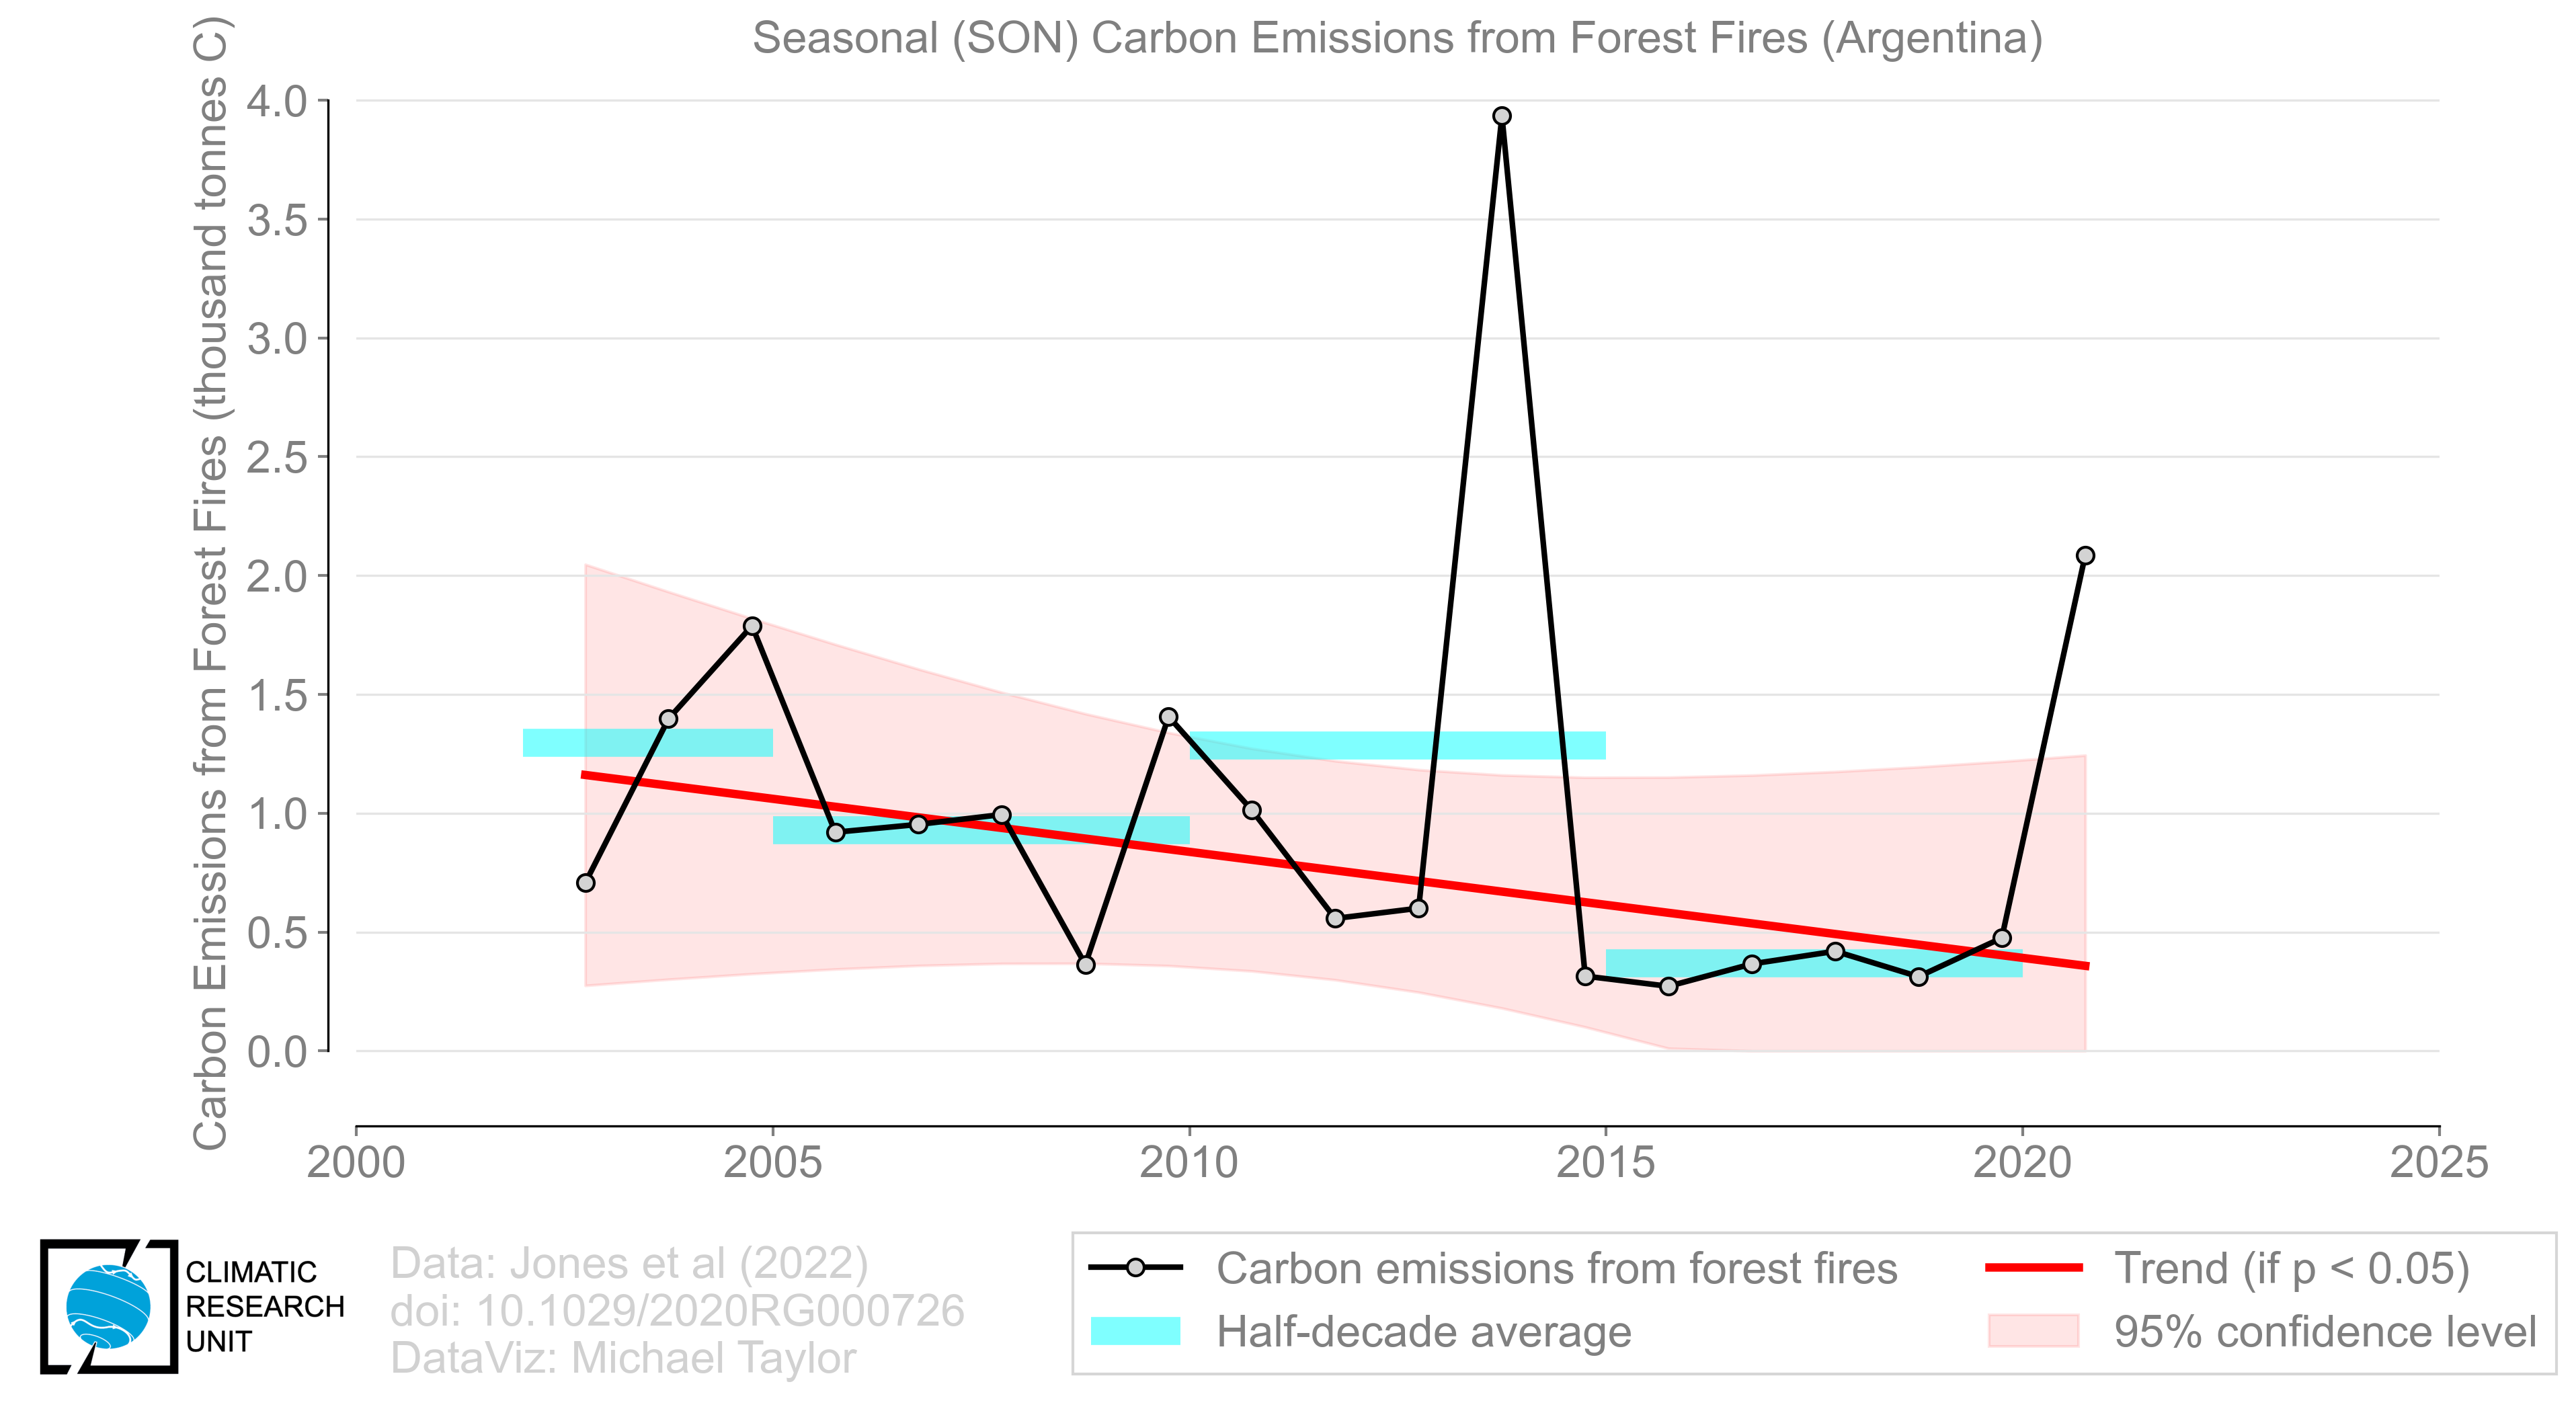 Seasonal (SON) Carbon Emissions from Forest Fires (Argentina)
Carbon Emissions from Forest Fires (thousand tonnes C)
4.0
3.5
3.0
2.5
2.0
1.5
1.0
0.5
0.0
2000
2005
2010
2015
2020
2025
CLIMATIC
RESEARCH
UNIT
Data: Jones et al (2022)
doi: 10.1029/2020RG000726
DataViz: Michael Taylor
Carbon emissions from forest fires
Half-decade average
Trend (if p < 0.05)
95% confidence level